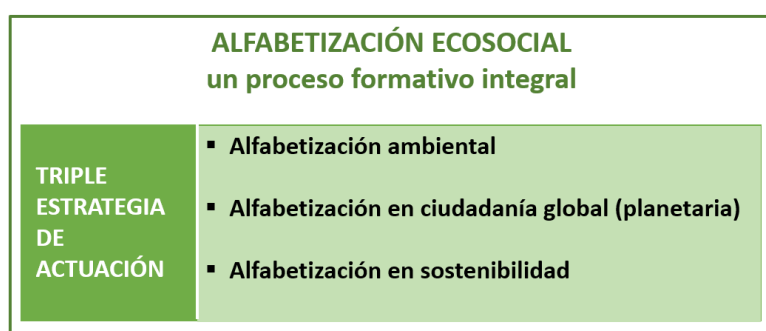 ALFABETIZACIÓN ECOSOCIAL
un proceso formativo integral
TRIPLE
ESTRATEGIA
DE
ACTUACIÓN
▪ Alfabetización ambiental
▪ Alfabetización en ciudadanía global (planetaria)
▪ Alfabetización en sostenibilidad